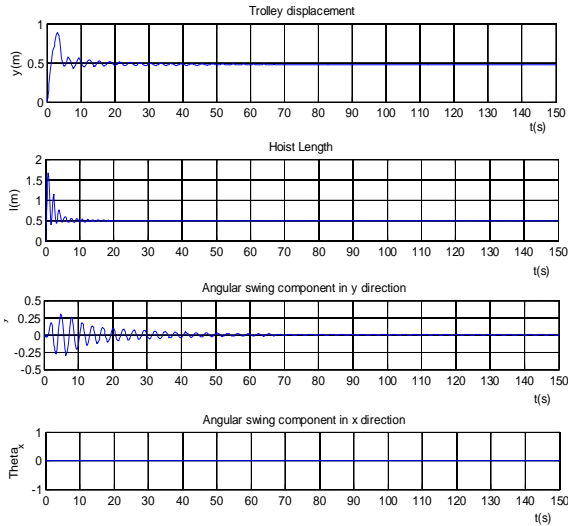 Trolley displacement
y(m)
1
0.5
0
0 10 20 30 40 50 60 70 80 90 100 110 120 130 140 150
t(s)
Hoist Length
l(m)
2
1.5
1
0.5
0
0 10 20 30 40 50 60 70 80 90 100 110 120 130 140 150
t(s)
Angular swing component in y direction
0.5
0.25
0
-0.25
-0.5
0 10 20 30 40 50 60 70 80 90 100 110 120 130 140 150
t(s)
Angular swing component in x direction
Theta_x
1
0
-1
0 10 20 30 40 50 60 70 80 90 100 110 120 130 140 150
t(s)